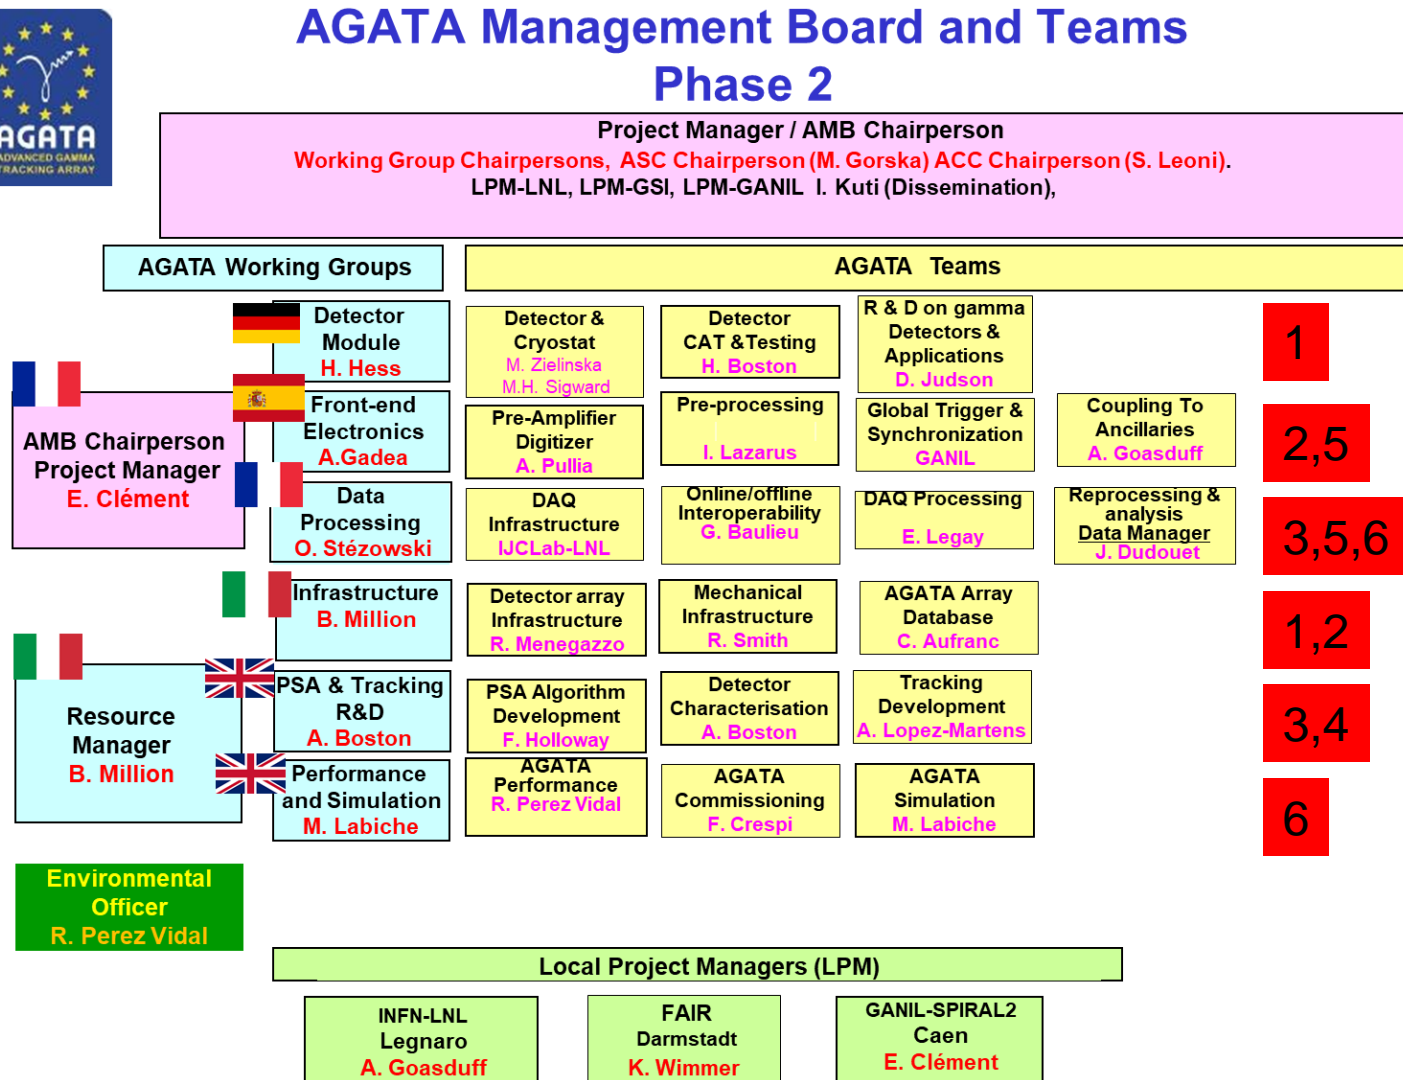 AGATA Management Board and Teams
Phase 2
AGATA
ADVANCED GAMMA
TRACKING ARRAY
Project Manager / AMB Chairperson
Working Group Chairpersons, ASC Chairperson (M. Gorska) ACC Chairperson (S. Leoni).
LPM-LNL, LPM-GSI, LPM-GANIL I. Kuti (Dissemination),
AGATA Working Groups
AGATA Teams
Detector
Module
H. Hess
Detector &
Cryostat
M. Zielinska
M.H. Sigward
Detector
CAT &Testing
H. Boston
R & D on gamma
Detectors &
Applications
D. Judson
1
AMB Chairperson
Project Manager
E. Clément
Front-end
Electronics
A.Gadea
Pre-Amplifier
Digitizer
A. Pullia
Pre-processing
I. Lazarus
Global Trigger &
Synchronization
GANIL
Coupling To
Ancillaries
A. Goasduff
2,5
Data
Processing
O. Stézowski
DAQ
Infrastructure
IJCLab-LNL
Online/offline
Interoperability
G. Baulieu
DAQ Processing
E. Legay
Reprocessing &
analysis
Data Manager
J. Dudouet
3,5,6
Infrastructure
B. Million
Detector array
Infrastructure
R. Menegazzo
Mechanical
Infrastructure
R. Smith
AGATA Array
Database
C. Aufranc
1,2
Resource
Manager
B. Million
PSA & Tracking
R&D
A. Boston
PSA Algorithm
Development
F. Holloway
Detector
Characterisation
A. Boston
Tracking
Development
A. Lopez-Martens
3,4
Performance
and Simulation
M. Labiche
AGATA
Performance
R. Perez Vidal
AGATA
Commissioning
F. Crespi
AGATA
Simulation
M. Labiche
6
Environmental
Officer
R. Perez Vidal
Local Project Managers (LPM)
INFN-LNL
Legnaro
A. Goasduff
FAIR
Darmstadt
K. Wimmer
GANIL-SPIRAL2
Caen
E. Clément